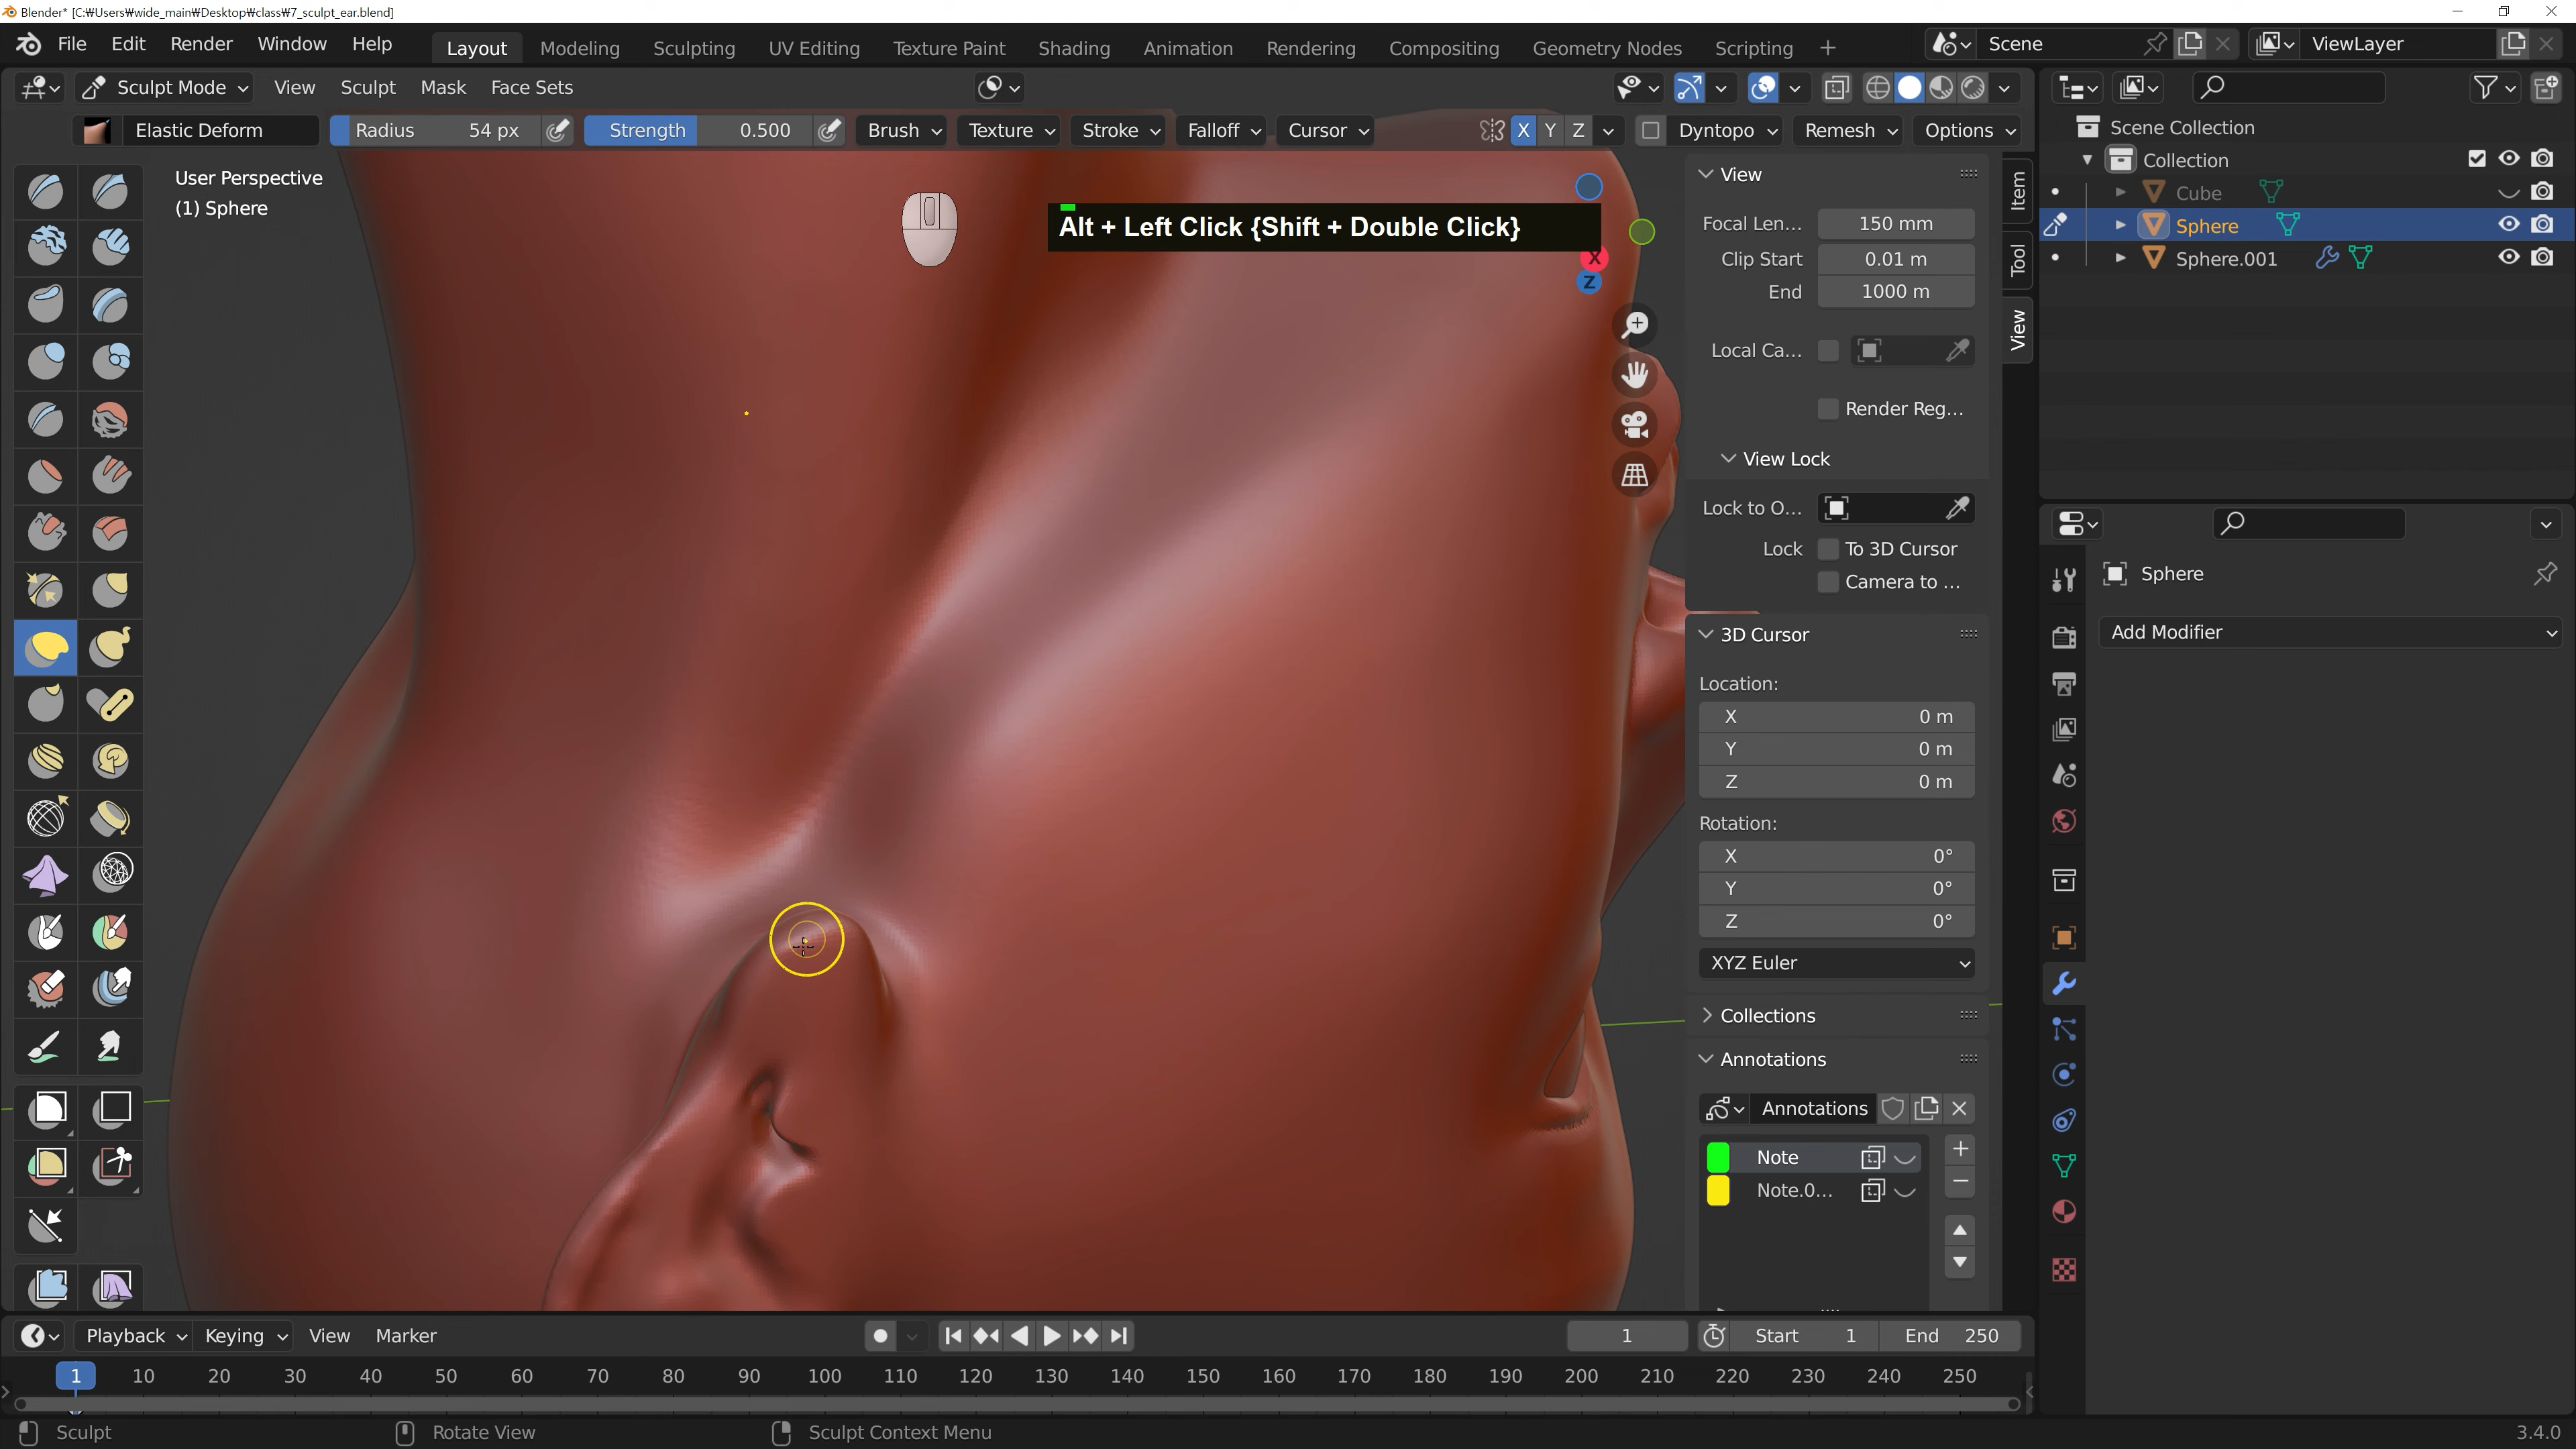 Blender* [C:₩Users₩wide_main₩Desktop₩class₩7_sculpt_ear.blend]
File Edit Render Window Help
Layout Modeling Sculpting UV Editing Texture Paint Shading Animation Rendering Compositing Geometry Nodes Scripting +
Scene
ViewLayer
Sculpt Mode View Sculpt Mask Face Sets
Elastic Deform Radius 54 px Strength 0.500 Brush Texture Stroke Falloff Cursor
X Y Z Dyntopo Remesh Options
User Perspective
(1) Sphere
Alt + Left Click {Shift + Double Click}
X
Z
Item
Tool
View
View
Focal Len... 150 mm
Clip Start 0.01 m
End 1000 m
Local Ca...
Render Reg...
View Lock
Lock to O...
Lock To 3D Cursor
Camera to ...
3D Cursor
Location:
X 0 m
Y 0 m
Z 0 m
Rotation:
X 0°
Y 0°
Z 0°
XYZ Euler
Collections
Annotations
Annotations
Note
Note.0...
Scene Collection
Collection
Cube
Sphere
Sphere.001
Sphere
Add Modifier
Playback Keying View Marker
1 Start 1 End 250
1 10 20 30 40 50 60 70 80 90 100 110 120 130 140 150 160 170 180 190 200 210 220 230 240 250
Sculpt Rotate View Sculpt Context Menu 3.4.0